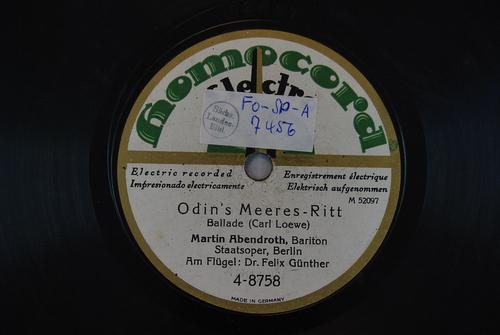 homocord
Electro
Sächs.
Landes-
Bibl.
FO-SP-A
7456
Electric recorded
Enregistrement électrique
Impresionado electricamente
Elektrisch aufgenommen
M 52097
Odin's Meeres-Ritt
Ballade (Carl Loewe)
Martin Abendroth, Bariton
Staatsoper, Berlin
Am Flügel: Dr. Felix Günther
4-8758
MADE IN GERMANY